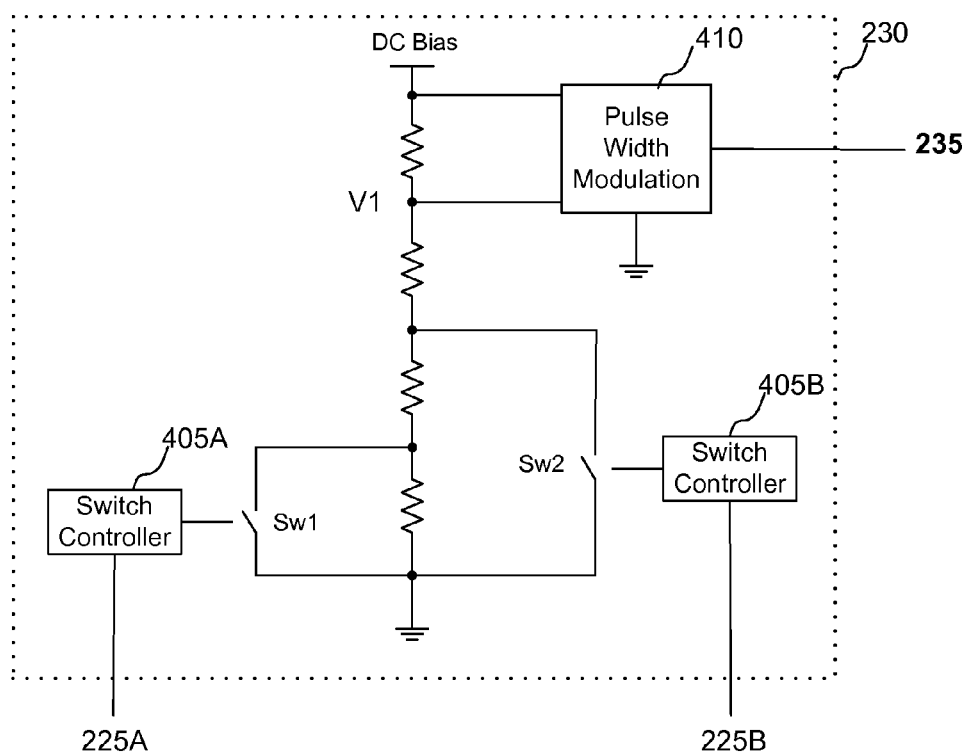 DC Bias
410
230
Pulse
Width
Modulation
235
V1
405B
405A
Switch
Controller
Sw2
Switch
Controller
Sw1
225A
225B